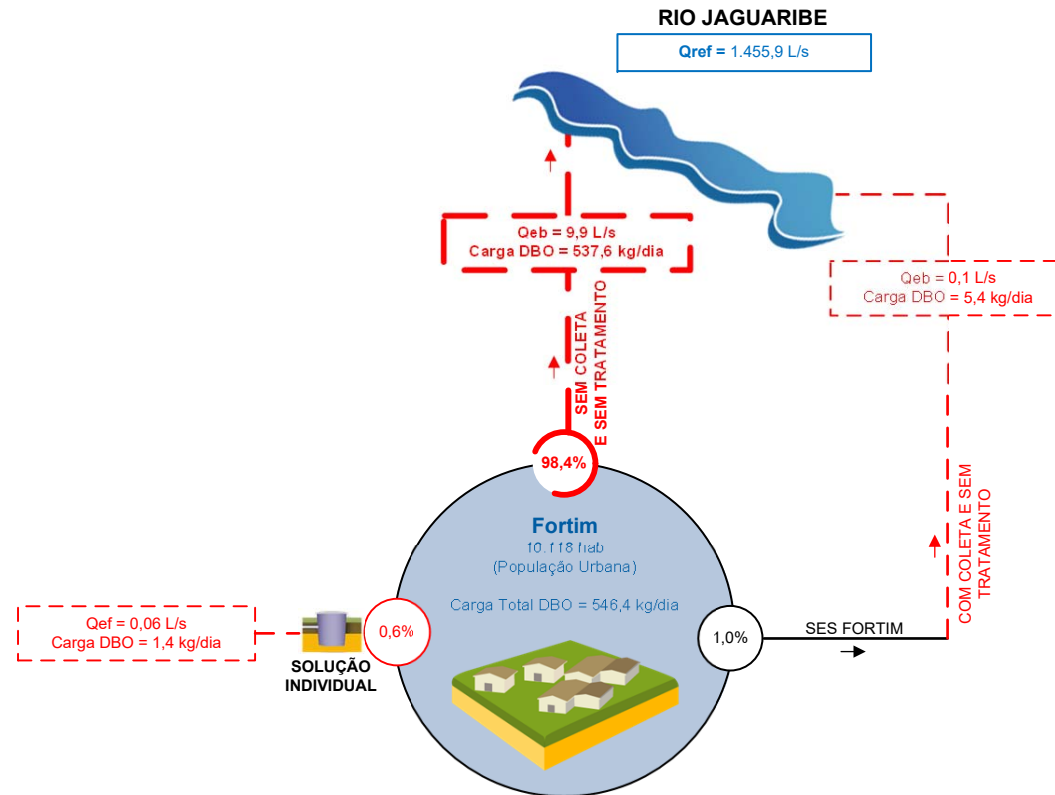 RIO JAGUARIBE
Qref = 1.455,9 L/s
Qeb = 9,9 L/s
Carga DBO = 537,6 kg/dia
Qeb = 0,1 L/s
Carga DBO = 5,4 kg/dia
SEM COLETA
E SEM TRATAMENTO
COM COLETA E SEM
TRATAMENTO
98,4%
Fortim
10.118 hab
(População Urbana)
Carga Total DBO = 546,4 kg/dia
Qef = 0,06 L/s
Carga DBO = 1,4 kg/dia
SOLUÇÃO
INDIVIDUAL
0,6%
1,0%
SES FORTIM